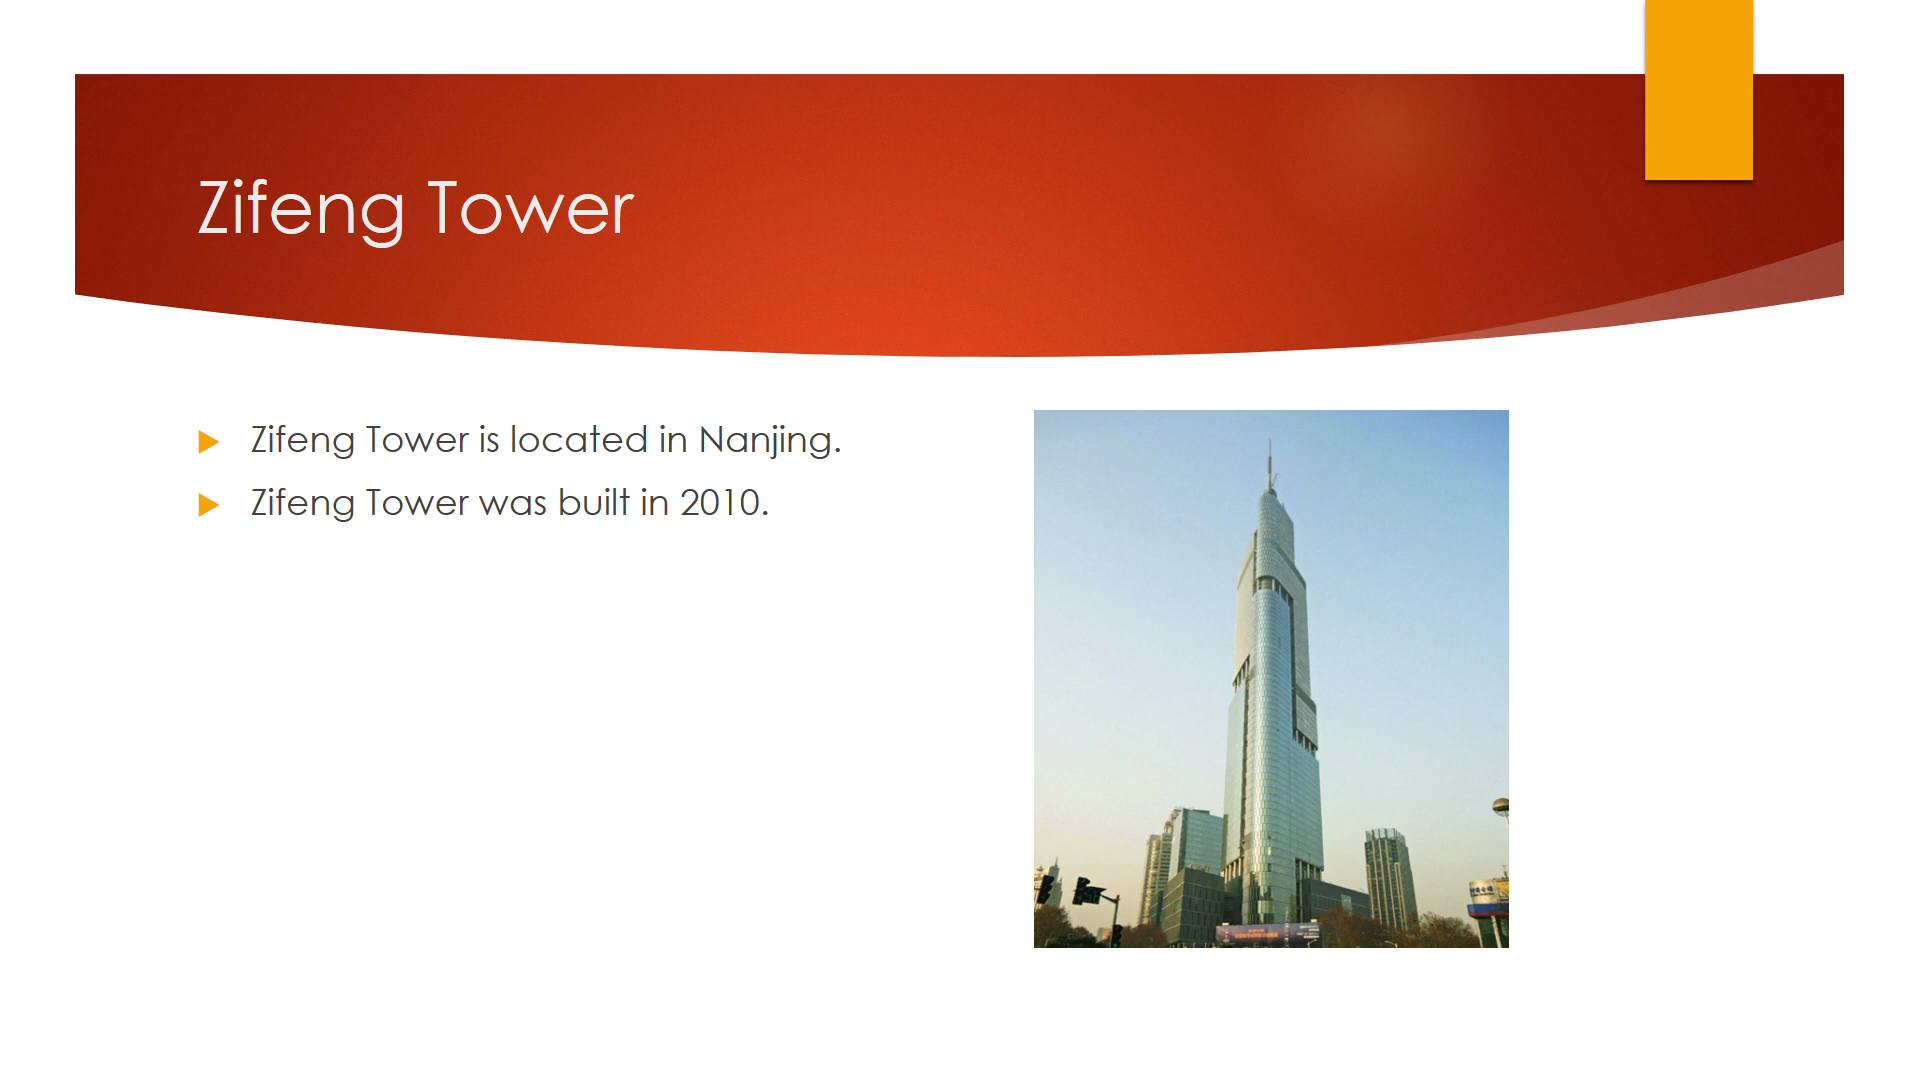 Zifeng Tower
Zifeng Tower is located in Nanjing.
Zifeng Tower was built in 2010.